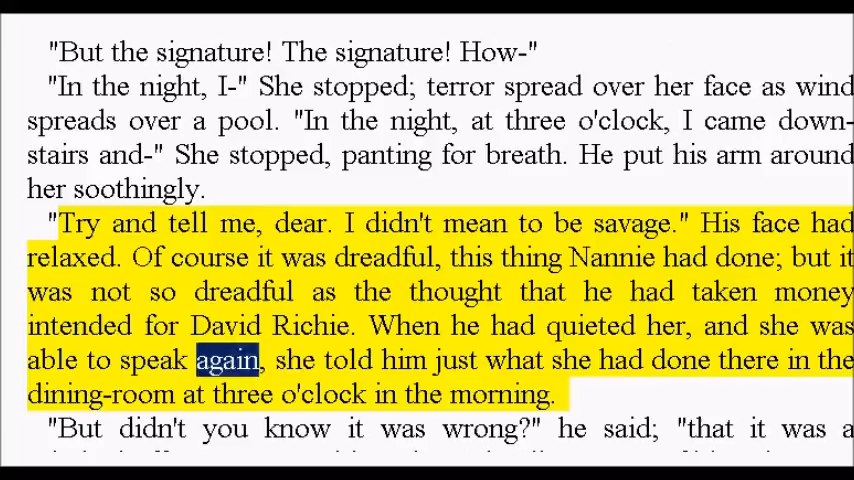 "But the signature! The signature! How-"
"In the night, I-" She stopped; terror spread over her face as wind
spreads over a pool. "In the night, at three o'clock, I came down-
stairs and-" She stopped, panting for breath. He put his arm around
her soothingly.
"Try and tell me, dear. I didn't mean to be savage." His face had
relaxed. Of course it was dreadful, this thing Nannie had done; but it
was not so dreadful as the thought that he had taken money
intended for David Richie. When he had quieted her, and she was
able to speak again, she told him just what she had done there in the
dining-room at three o'clock in the morning.
"But didn't you know it was wrong?" he said; "that it was a